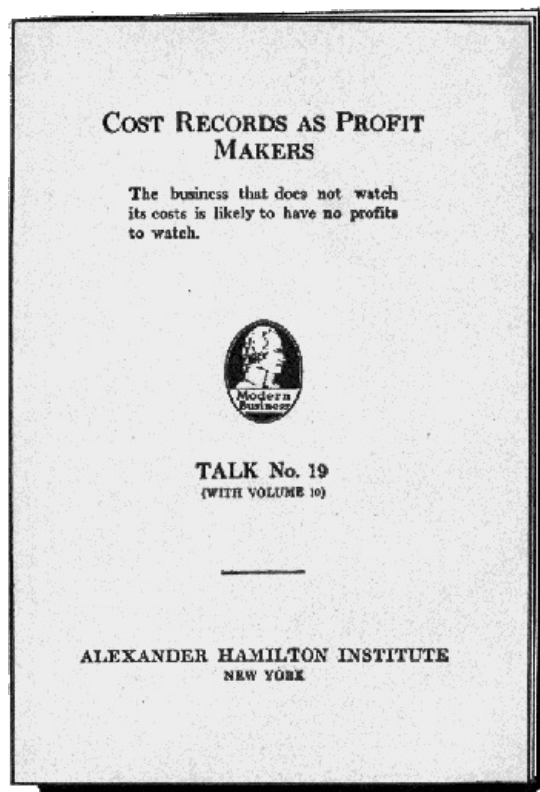 COST RECORDS AS PROFIT
MAKERS
The business that does not watch
its costs is likely to have no profits
to watch.
Modern
Business
TALK No. 19
(WITH VOLUME 10)
ALEXANDER HAMILTON INSTITUTE
NEW YORK